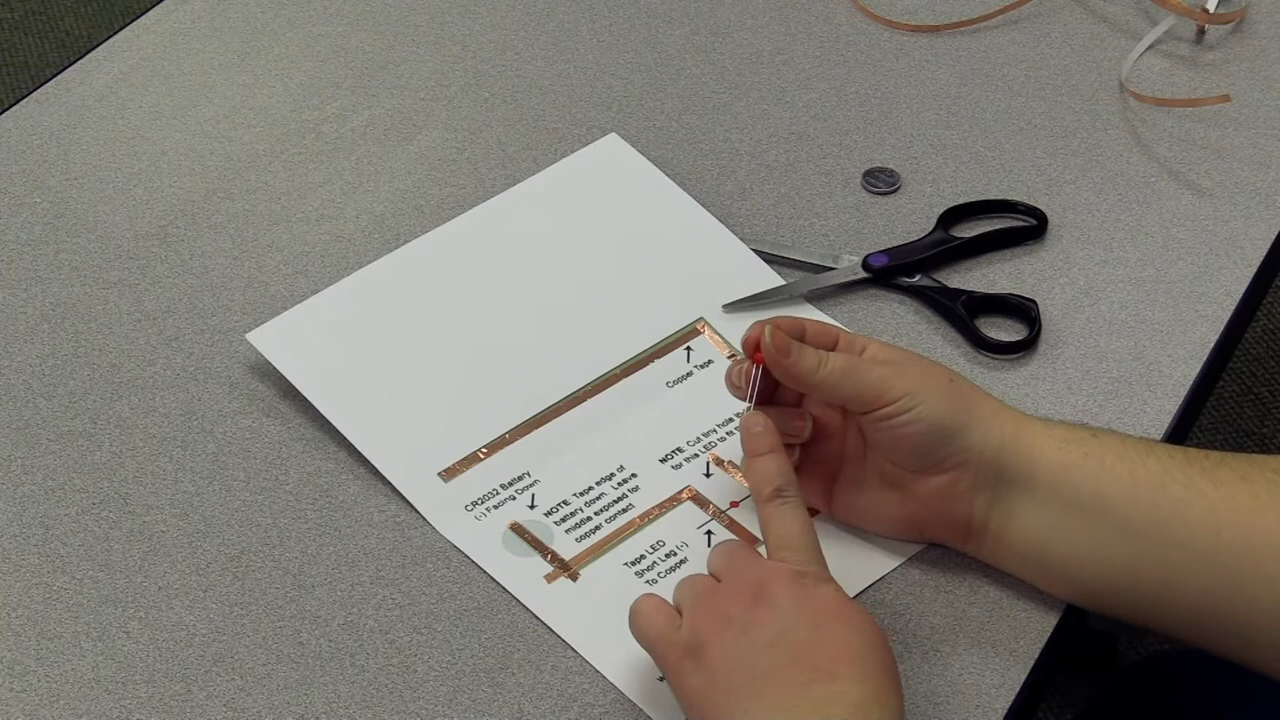 Copper Tape
NOTE: Cut tiny hole
for this LED to fit
CR2032 Battery
(-) Facing Down
NOTE: Tape edge of
battery down. Leave
middle exposed for
copper contact
Tape LED
Short Leg (-)
To Copper